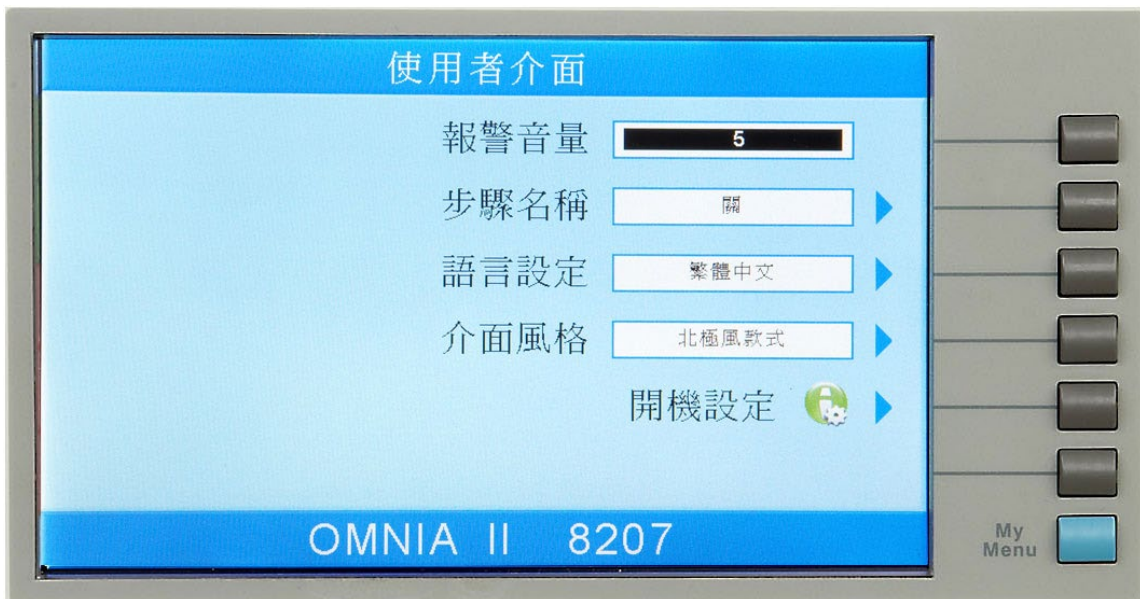 使用者介面
報警音量 5
步驟名稱 關
語言設定 繁體中文
介面風格 北極風款式
開機設定
OMNIA II 8207
My
Menu